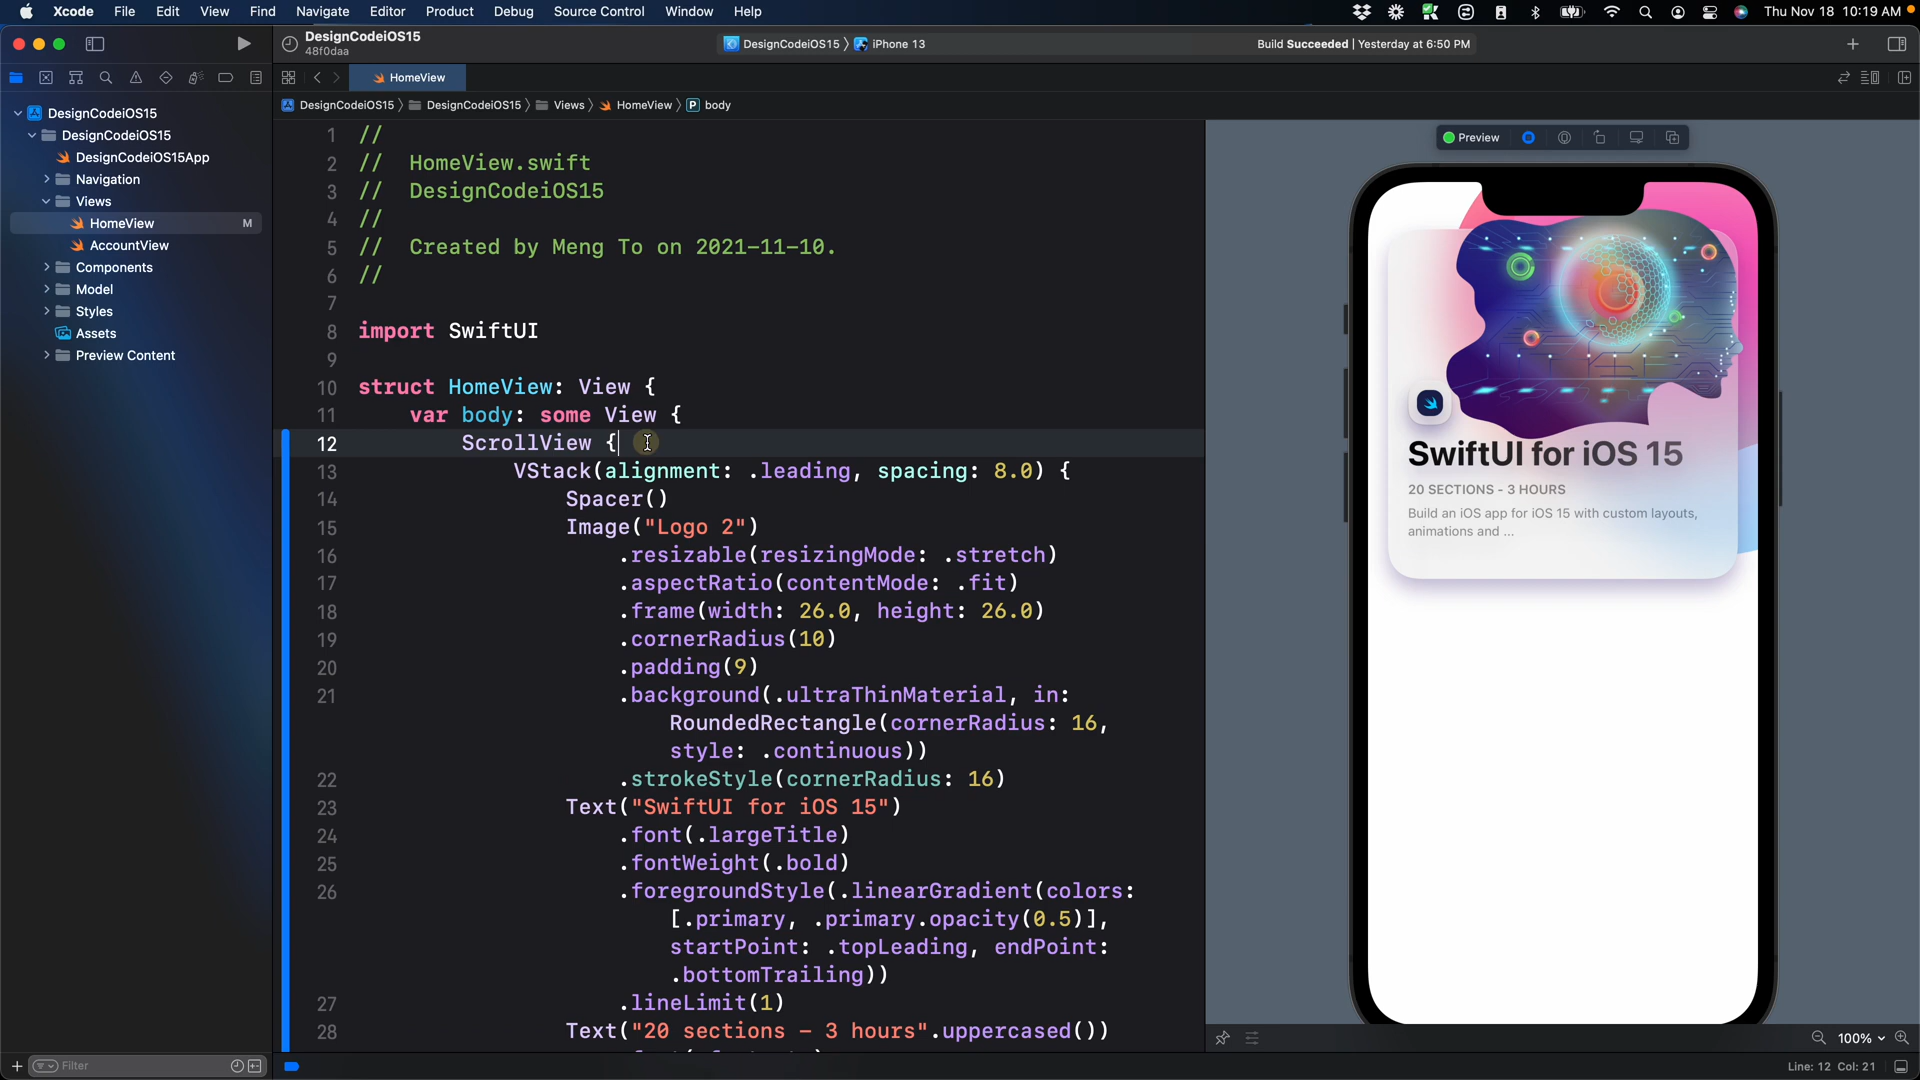 Xcode File Edit View Find Navigate Editor Product Debug Source Control Window Help
Thu Nov 18 10:19 AM
DesignCodeiOS15
48f0daa
DesignCodeiOS15 〉 iPhone 13
Build Succeeded | Yesterday at 6:50 PM
HomeView
DesignCodeiOS15 〉 DesignCodeiOS15 〉 Views 〉 HomeView 〉 P body
DesignCodeiOS15
DesignCodeiOS15
DesignCodeiOS15App
Navigation
Views
HomeView M
AccountView
Components
Model
Styles
Assets
Preview Content
Filter
1 //
2 // HomeView.swift
3 // DesignCodeiOS15
4 //
5 // Created by Meng To on 2021-11-10.
6 //
7
8 import SwiftUI
9
10 struct HomeView: View {
11 var body: some View {
12 ScrollView {
13 VStack(alignment: .leading, spacing: 8.0) {
14 Spacer()
15 Image("Logo 2")
16 .resizable(resizingMode: .stretch)
17 .aspectRatio(contentMode: .fit)
18 .frame(width: 26.0, height: 26.0)
19 .cornerRadius(10)
20 .padding(9)
21 .background(.ultraThinMaterial, in:
RoundedRectangle(cornerRadius: 16,
style: .continuous))
22 .strokeStyle(cornerRadius: 16)
23 Text("SwiftUI for iOS 15")
24 .font(.largeTitle)
25 .fontWeight(.bold)
26 .foregroundStyle(.linearGradient(colors:
[.primary, .primary.opacity(0.5)],
startPoint: .topLeading, endPoint:
.bottomTrailing))
27 .lineLimit(1)
28 Text("20 sections – 3 hours".uppercased())
Preview
SwiftUI for iOS 15
20 SECTIONS - 3 HOURS
Build an iOS app for iOS 15 with custom layouts,
animations and ...
100%
Line: 12 Col: 21